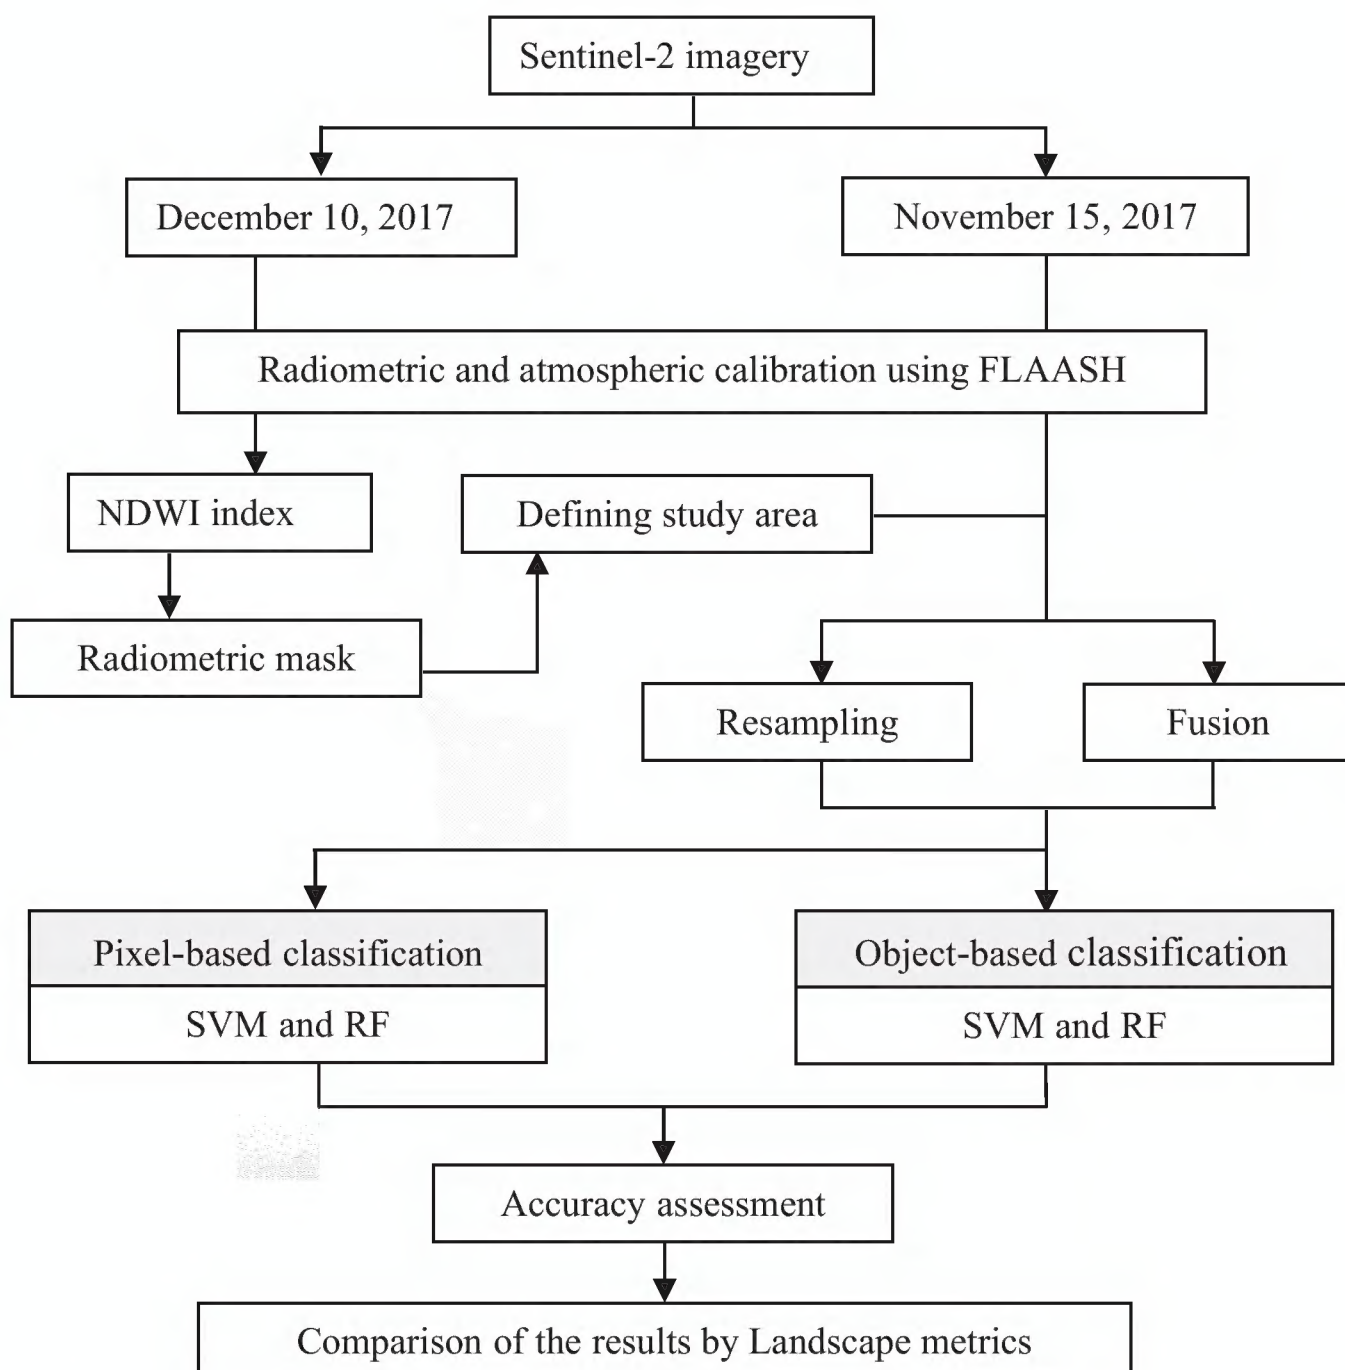 Sentinel-2 imagery
December 10, 2017
November 15, 2017
Radiometric and atmospheric calibration using FLAASH
NDWI index
Defining study area
Radiometric mask
Resampling
Fusion
Pixel-based classification
Object-based classification
SVM and RF
SVM and RF
Accuracy assessment
Comparison of the results by Landscape metrics